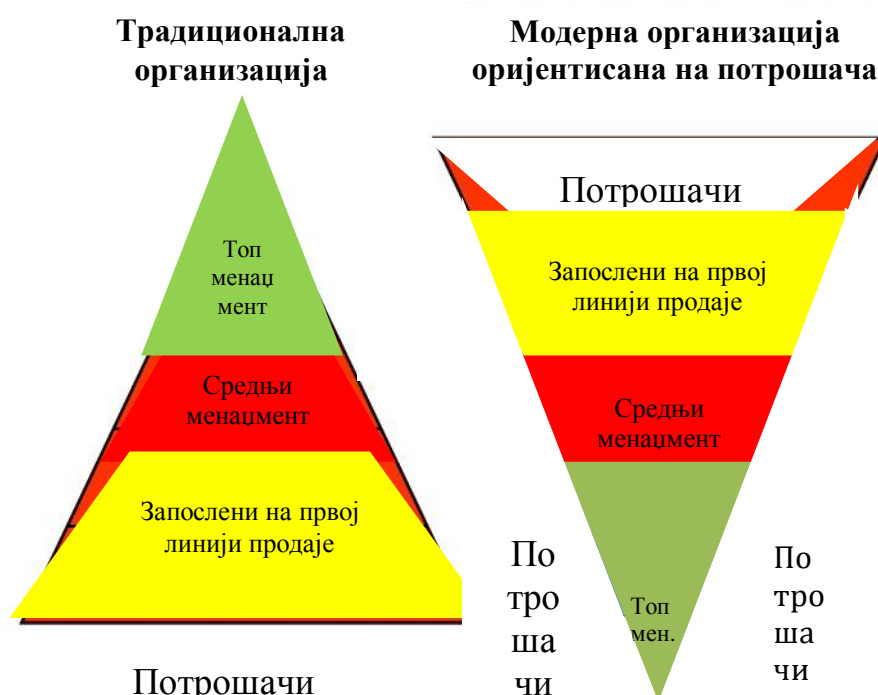 Традиционална
организација
Топ
менаџ
мент
Средњи
менаџмент
Запослени на првој
линији продаје
Потрошачи
Модерна организација
оријентисана на потрошача
Потрошачи
Запослени на првој
линији продаје
Средњи
менаџмент
Топ
мен.
По
тро
ша
чи
По
тро
ша
чи